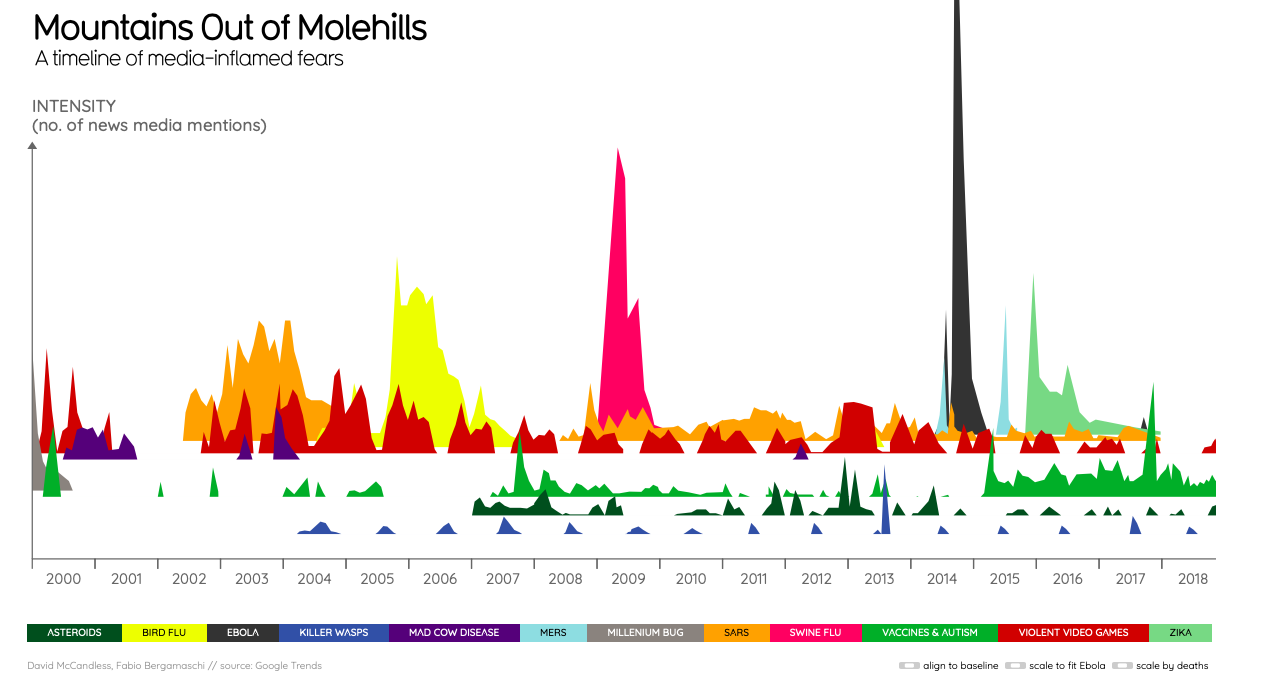 Mountains Out of Molehills
A timeline of media-inflamed fears
INTENSITY
(no. of news media mentions)
2000 2001 2002 2003 2004 2005 2006 2007 2008 2009 2010 2011 2012 2013 2014 2015 2016 2017 2018
ASTEROIDS BIRD FLU EBOLA KILLER WASPS MAD COW DISEASE MERS MILLENIUM BUG SARS SWINE FLU VACCINES & AUTISM VIOLENT VIDEO GAMES ZIKA
David McCandless, Fabio Bergamaschi // source: Google Trends
align to baseline scale to fit Ebola scale by deaths